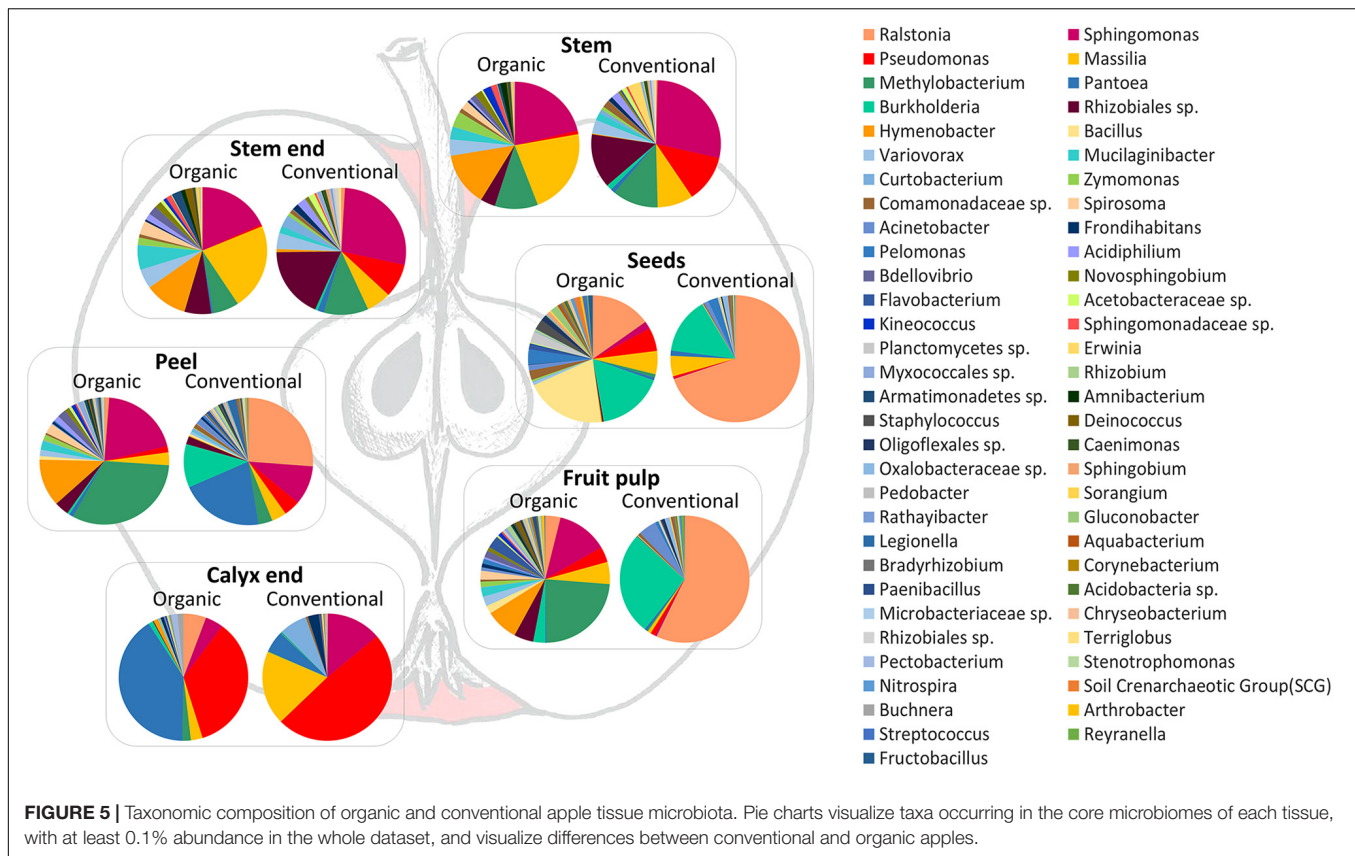 Stem
Organic Conventional
Stem end
Organic Conventional
Seeds
Organic Conventional
Peel
Organic Conventional
Fruit pulp
Organic Conventional
Calyx end
Organic Conventional
Ralstonia Sphingomonas
Pseudomonas Massilia
Methylobacterium Pantoea
Burkholderia Rhizobiales sp.
Hymenobacter Bacillus
Variovorax Mucilaginibacter
Curtobacterium Zymomonas
Comamonadaceae sp. Spirosoma
Acinetobacter Frondihabitans
Pelomonas Acidiphilium
Bdellovibrio Novosphingobium
Flavobacterium Acetobacteraceae sp.
Kineococcus Sphingomonadaceae sp.
Planctomycetes sp. Erwinia
Myxococcales sp. Rhizobium
Armatimonadetes sp. Amnibacterium
Staphylococcus Deinococcus
Oligoflexales sp. Caenimonas
Oxalobacteraceae sp. Sphingobium
Pedobacter Sorangium
Rathayibacter Gluconobacter
Legionella Aquabacterium
Bradyrhizobium Corynebacterium
Paenibacillus Acidobacteria sp.
Microbacteriaceae sp. Chryseobacterium
Rhizobiales sp. Terriglobus
Pectobacterium Stenotrophomonas
Nitrospira Soil Crenarchaeotic Group(SCG)
Buchnera Arthrobacter
Streptococcus Reyranella
Fructobacillus
FIGURE 5 | Taxonomic composition of organic and conventional apple tissue microbiota. Pie charts visualize taxa occurring in the core microbiomes of each tissue,
with at least 0.1% abundance in the whole dataset, and visualize differences between conventional and organic apples.